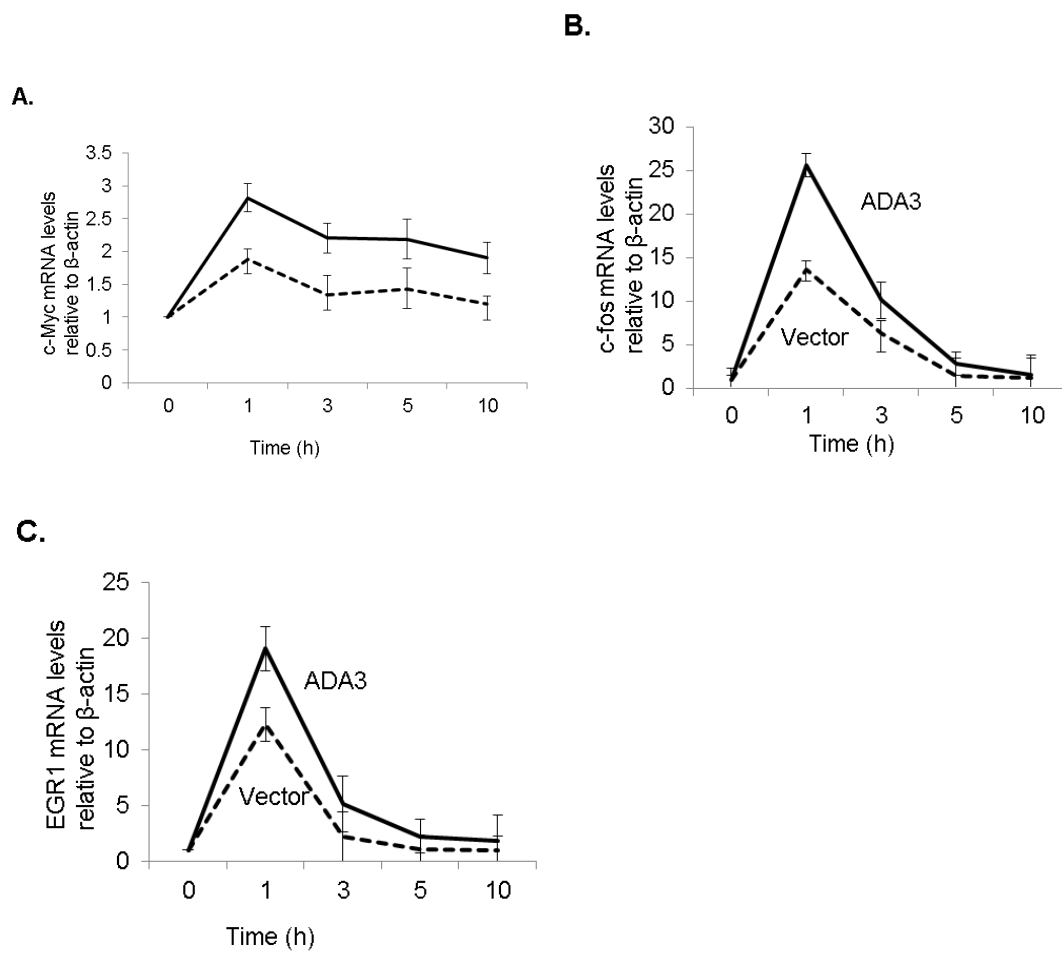 A.
c-Myc mRNA levels
relative to β-actin
3.5
3
2.5
2
1.5
1
0.5
0
0 1 3 5 10
Time (h)
B.
c-fos mRNA levels
relative to β-actin
30
25
20
15
10
5
0
ADA3
Vector
0 1 3 5 10
Time (h)
C.
EGR1 mRNA levels
relative to β-actin
25
20
15
10
5
0
ADA3
Vector
0 1 3 5 10
Time (h)